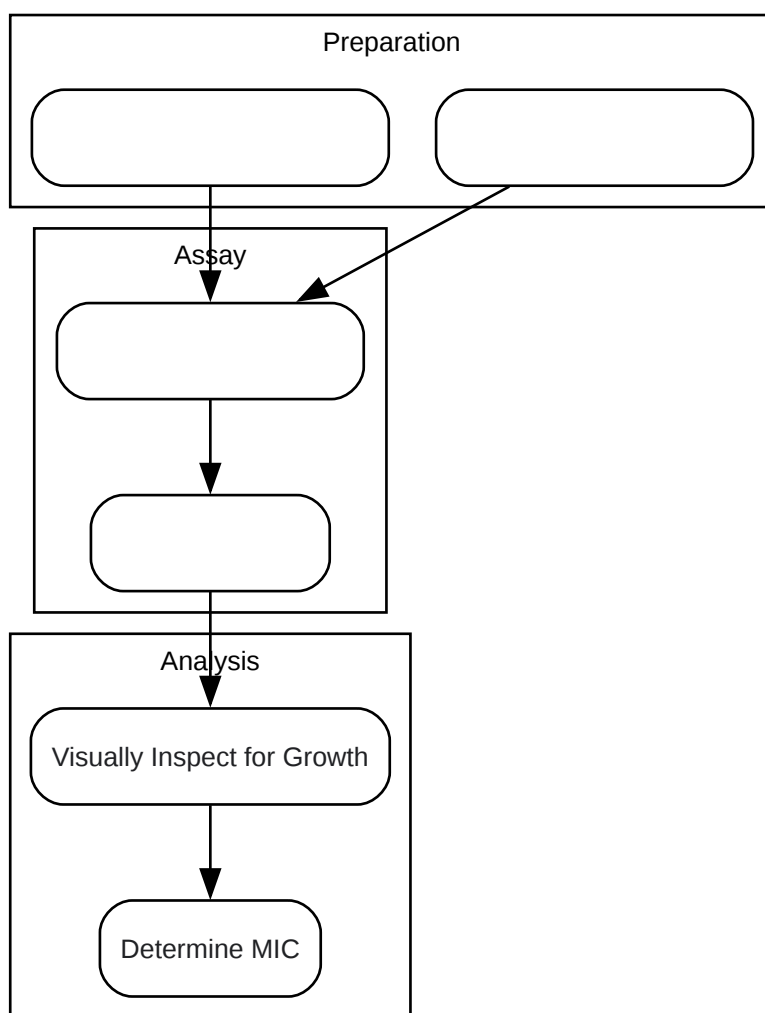 Preparation
Assay
Analysis
Visually Inspect for Growth
Determine MIC